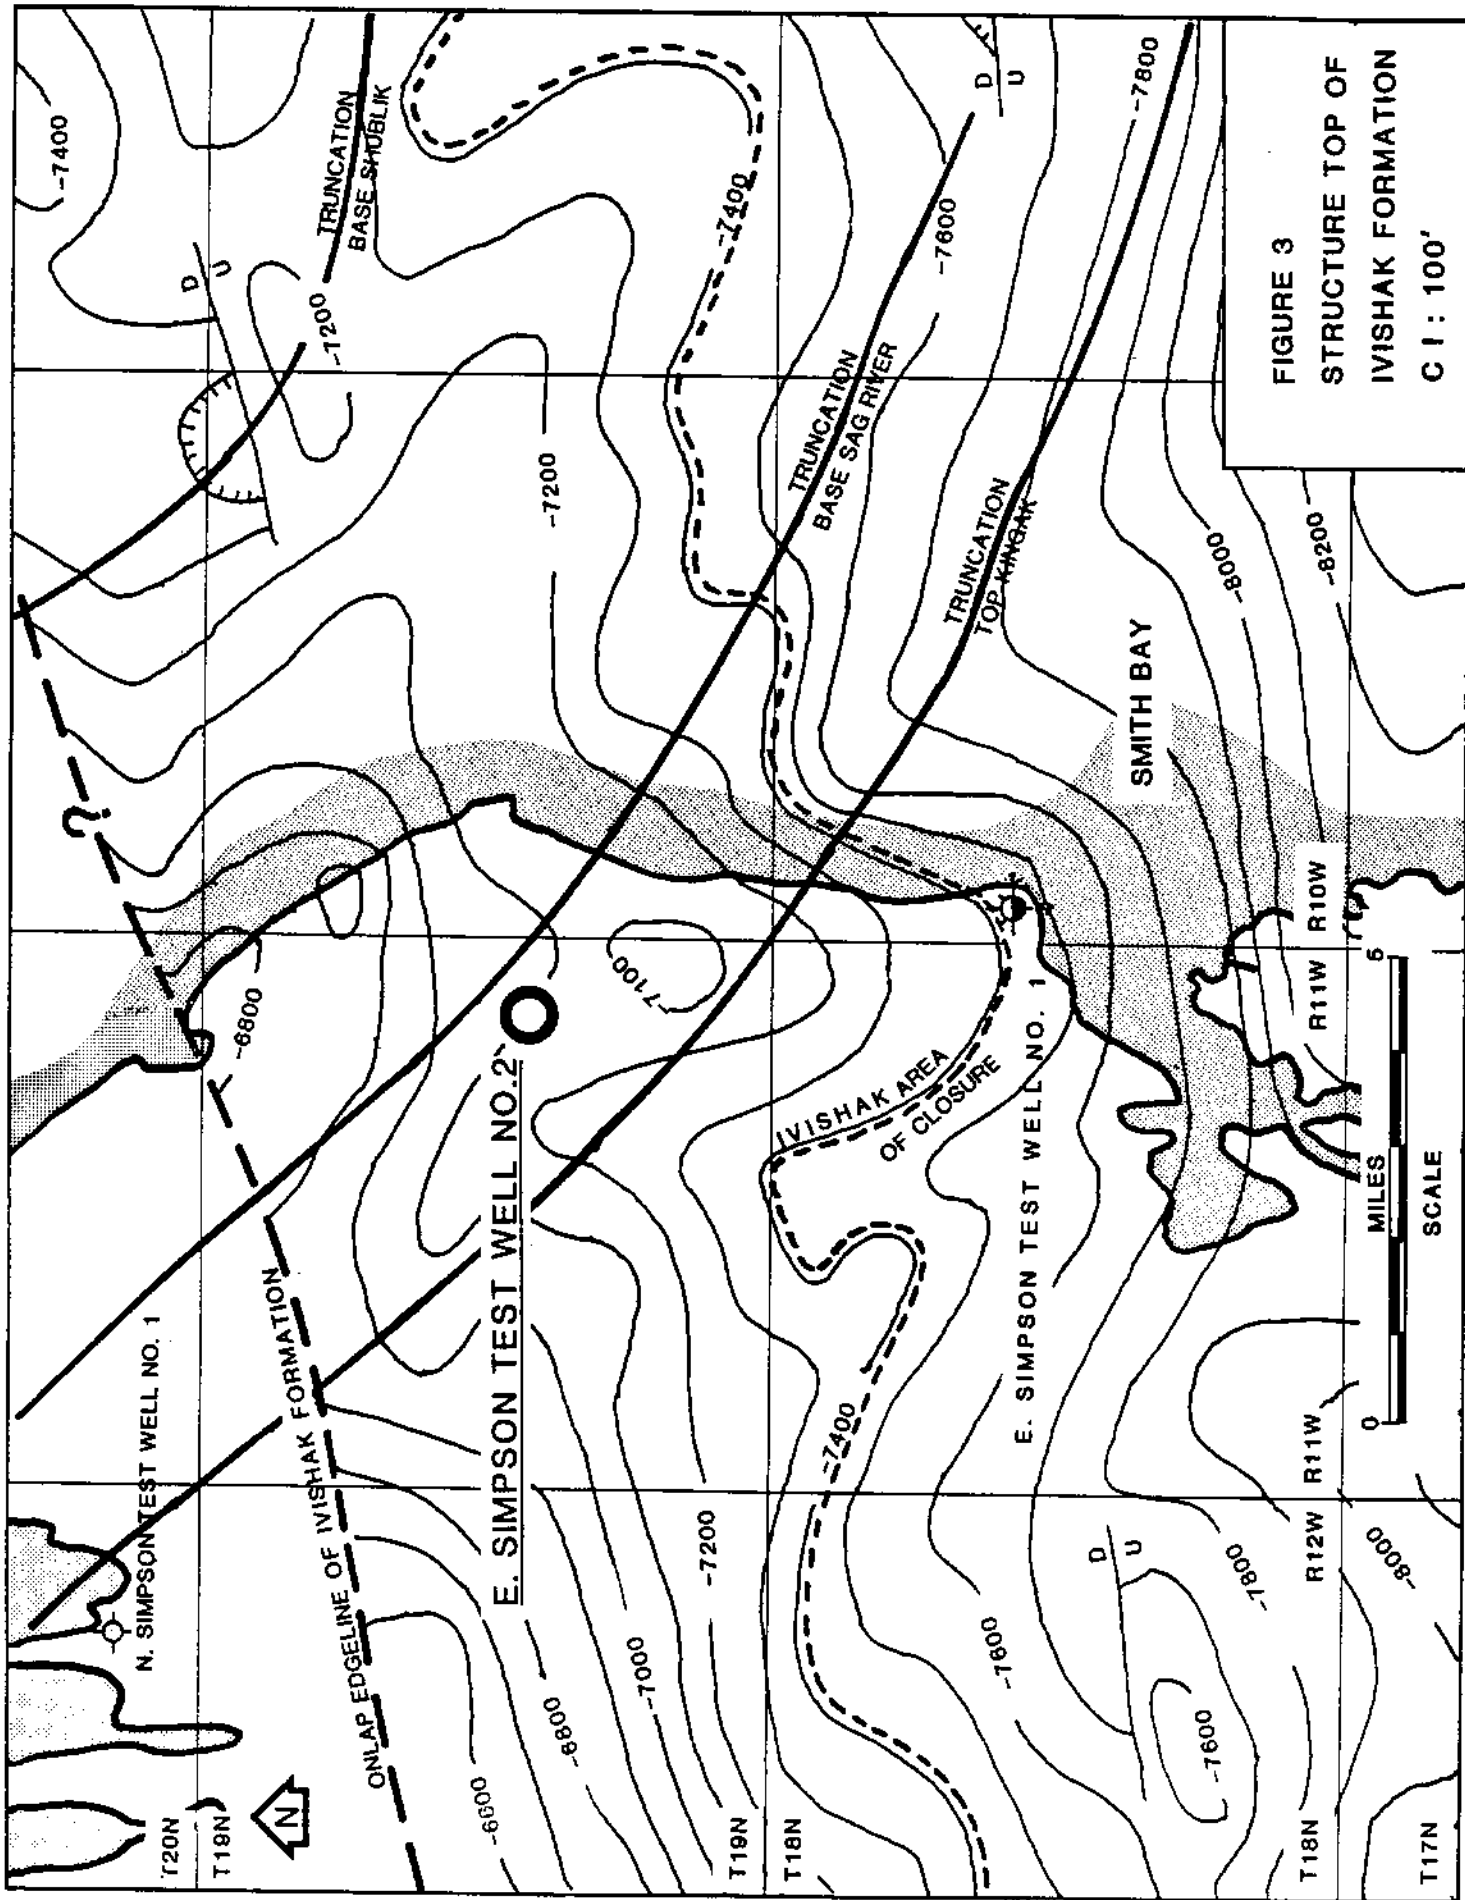 FIGURE 3
STRUCTURE TOP OF
IVISHAK FORMATION
C I : 100'
T20N
T19N
N
N. SIMPSON TEST WELL NO. 1
ONLAP EDGELINE OF IVISHAK FORMATION
?
-6800
-7400
D
U
-7200
TRUNCATION
BASE SHUBLIK
-6600
-6800
-7000
-7200
E. SIMPSON TEST WELL NO. 2
-7100
-7200
-7400
T19N
T18N
-7400
IVISHAK AREA
OF CLOSURE
TRUNCATION
BASE SAG RIVER
-7600
D
U
TRUNCATION
TOP KINGAK
-7800
E. SIMPSON TEST WELL NO. 1
-7600
D
U
-7600
-7800
-8000
SMITH BAY
-8000
-8200
T18N
T17N
R12W
R11W
R11W
R10W
0
MILES
5
SCALE